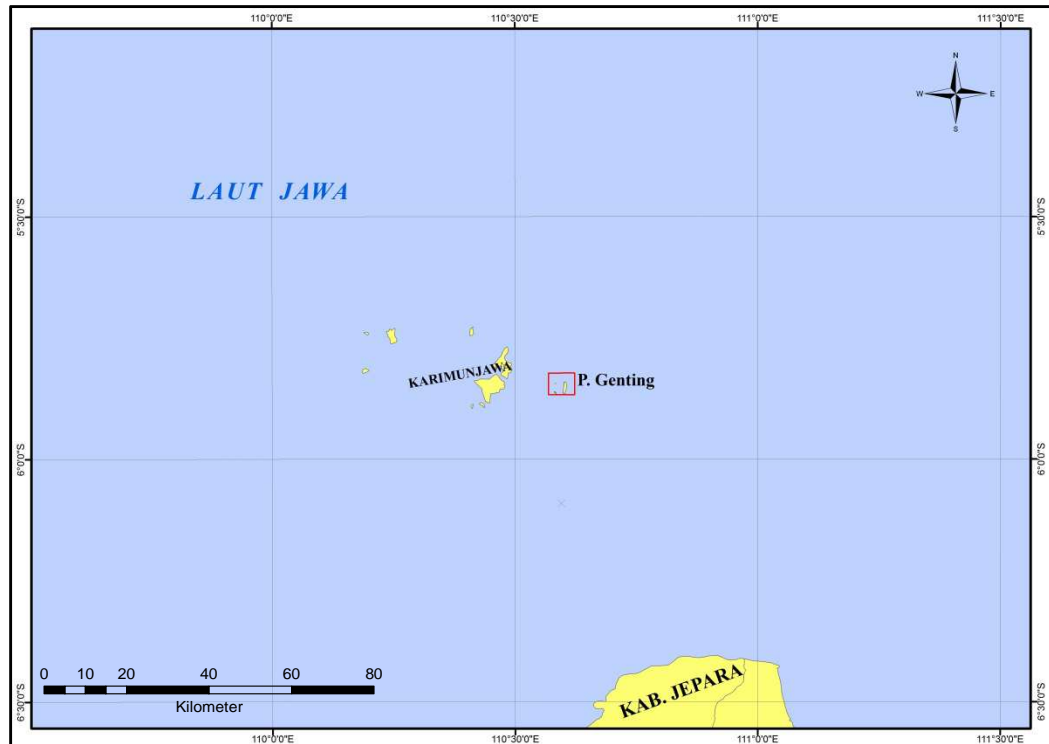 110°0'0"E 110°30'0"E 111°0'0"E 111°30'0"E
N
W E
S
LAUT JAWA
5°30'0"S 5°30'0"S
KARIMUNJAWA
P. Genting
6°0'0"S 6°0'0"S
KAB. JEPARA
0 10 20 40 60 80
Kilometer
6°30'0"S 6°30'0"S
110°0'0"E 110°30'0"E 111°0'0"E 111°30'0"E